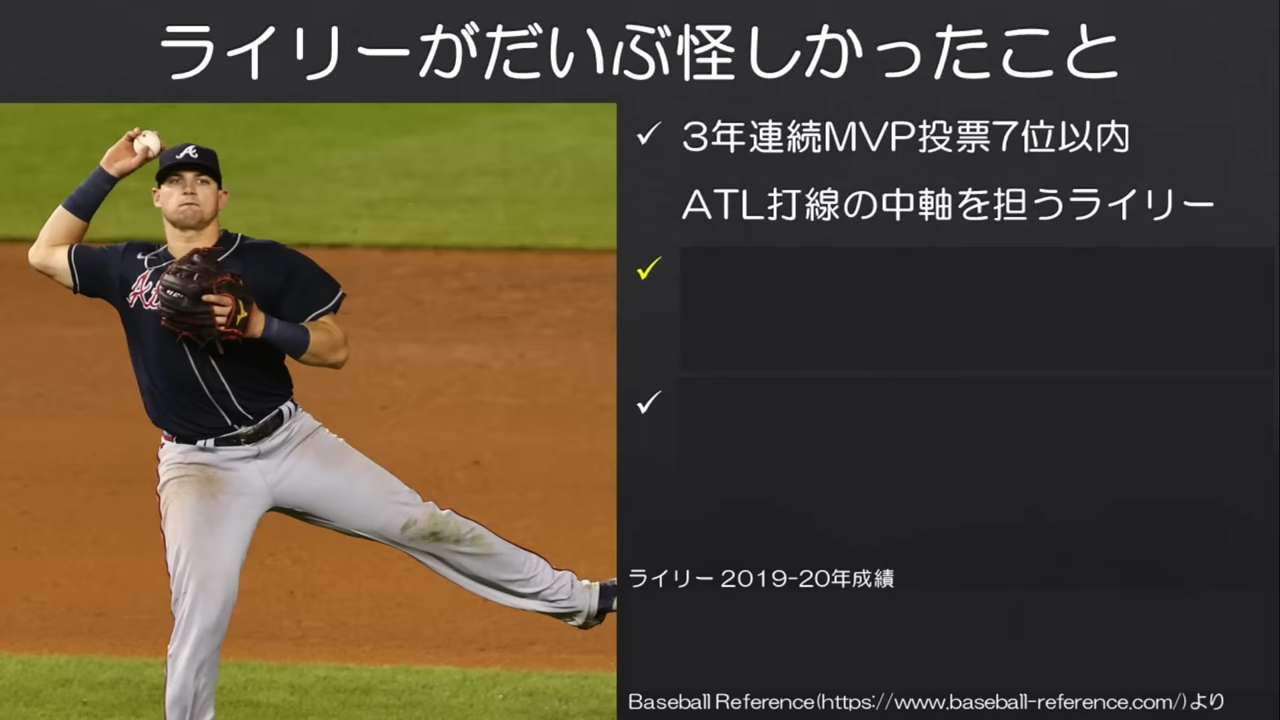 ライリーがだいぶ怪しかったこと
✓ 3年連続MVP投票7位以内
ATL打線の中軸を担うライリー
✓
✓
ライリー 2019-20年成績
Baseball Reference(https://www.baseball-reference.com/)より